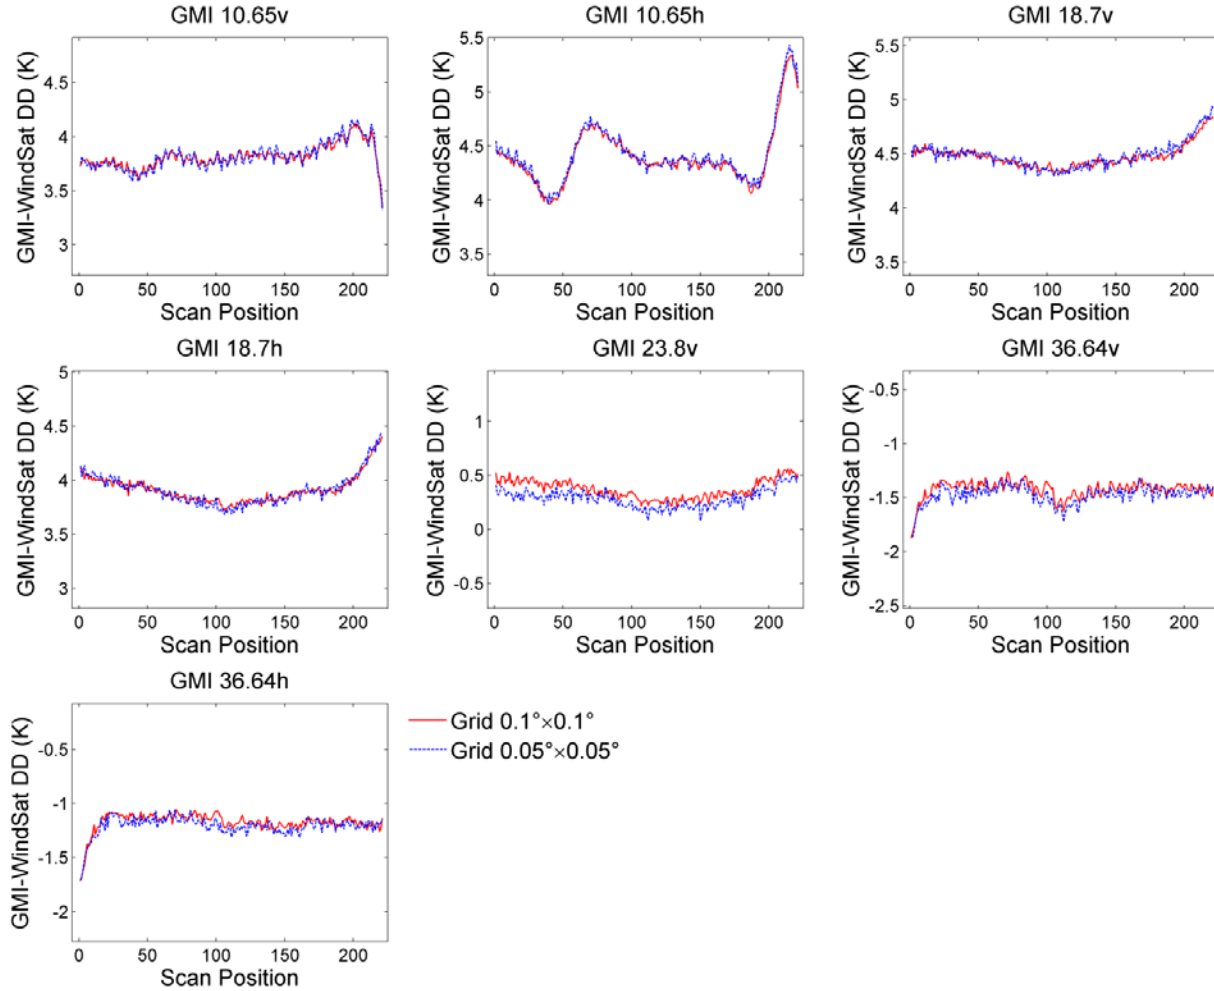 GMI 10.65v
GMI-WindSat DD (K)
4.5
4
3.5
3
0 50 100 150 200
Scan Position
GMI 10.65h
GMI-WindSat DD (K)
5.5
5
4.5
4
3.5
0 50 100 150 200
Scan Position
GMI 18.7v
GMI-WindSat DD (K)
5.5
5
4.5
4
3.5
0 50 100 150 200
Scan Position
GMI 18.7h
GMI-WindSat DD (K)
5
4.5
4
3.5
3
0 50 100 150 200
Scan Position
GMI 23.8v
GMI-WindSat DD (K)
1
0.5
0
-0.5
0 50 100 150 200
Scan Position
GMI 36.64v
GMI-WindSat DD (K)
-0.5
-1
-1.5
-2
-2.5
0 50 100 150 200
Scan Position
GMI 36.64h
GMI-WindSat DD (K)
-0.5
-1
-1.5
-2
0 50 100 150 200
Scan Position
Grid 0.1°×0.1°
Grid 0.05°×0.05°